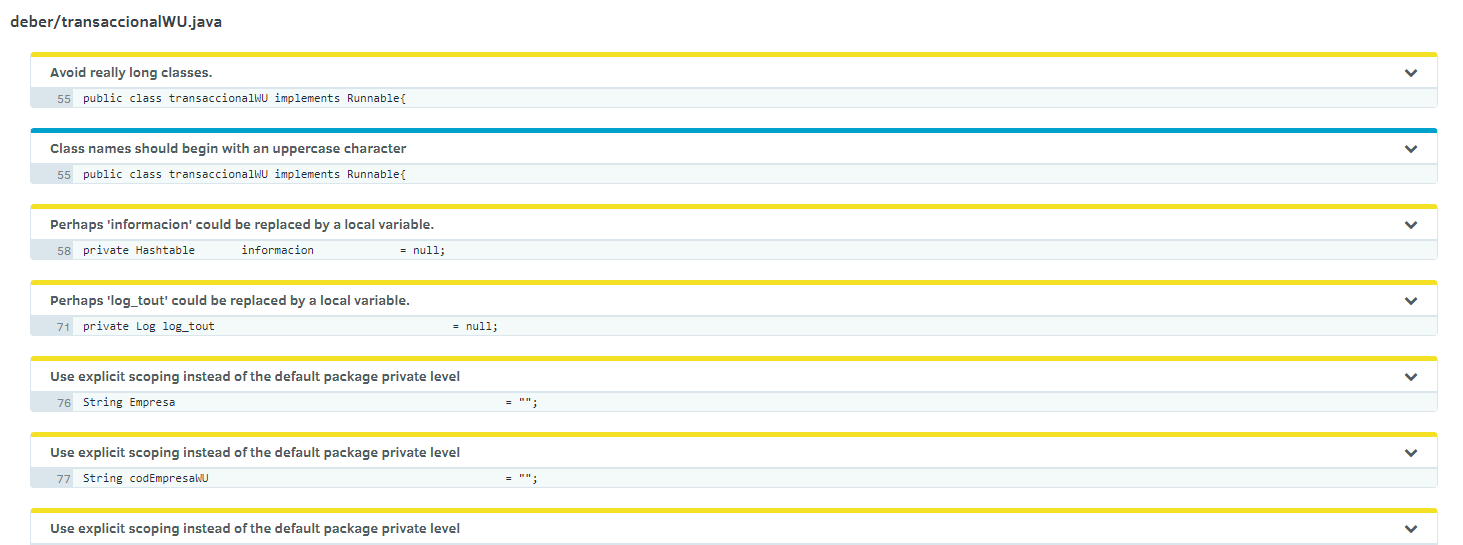 deber/transaccionalWU.java
Avoid really long classes.
55 public class transaccionalWU implements Runnable{
Class names should begin with an uppercase character
55 public class transaccionalWU implements Runnable{
Perhaps 'informacion' could be replaced by a local variable.
58 private Hashtable informacion = null;
Perhaps 'log_tout' could be replaced by a local variable.
71 private Log log_tout = null;
Use explicit scoping instead of the default package private level
76 String Empresa = "";
Use explicit scoping instead of the default package private level
77 String codEmpresaWU = "";
Use explicit scoping instead of the default package private level